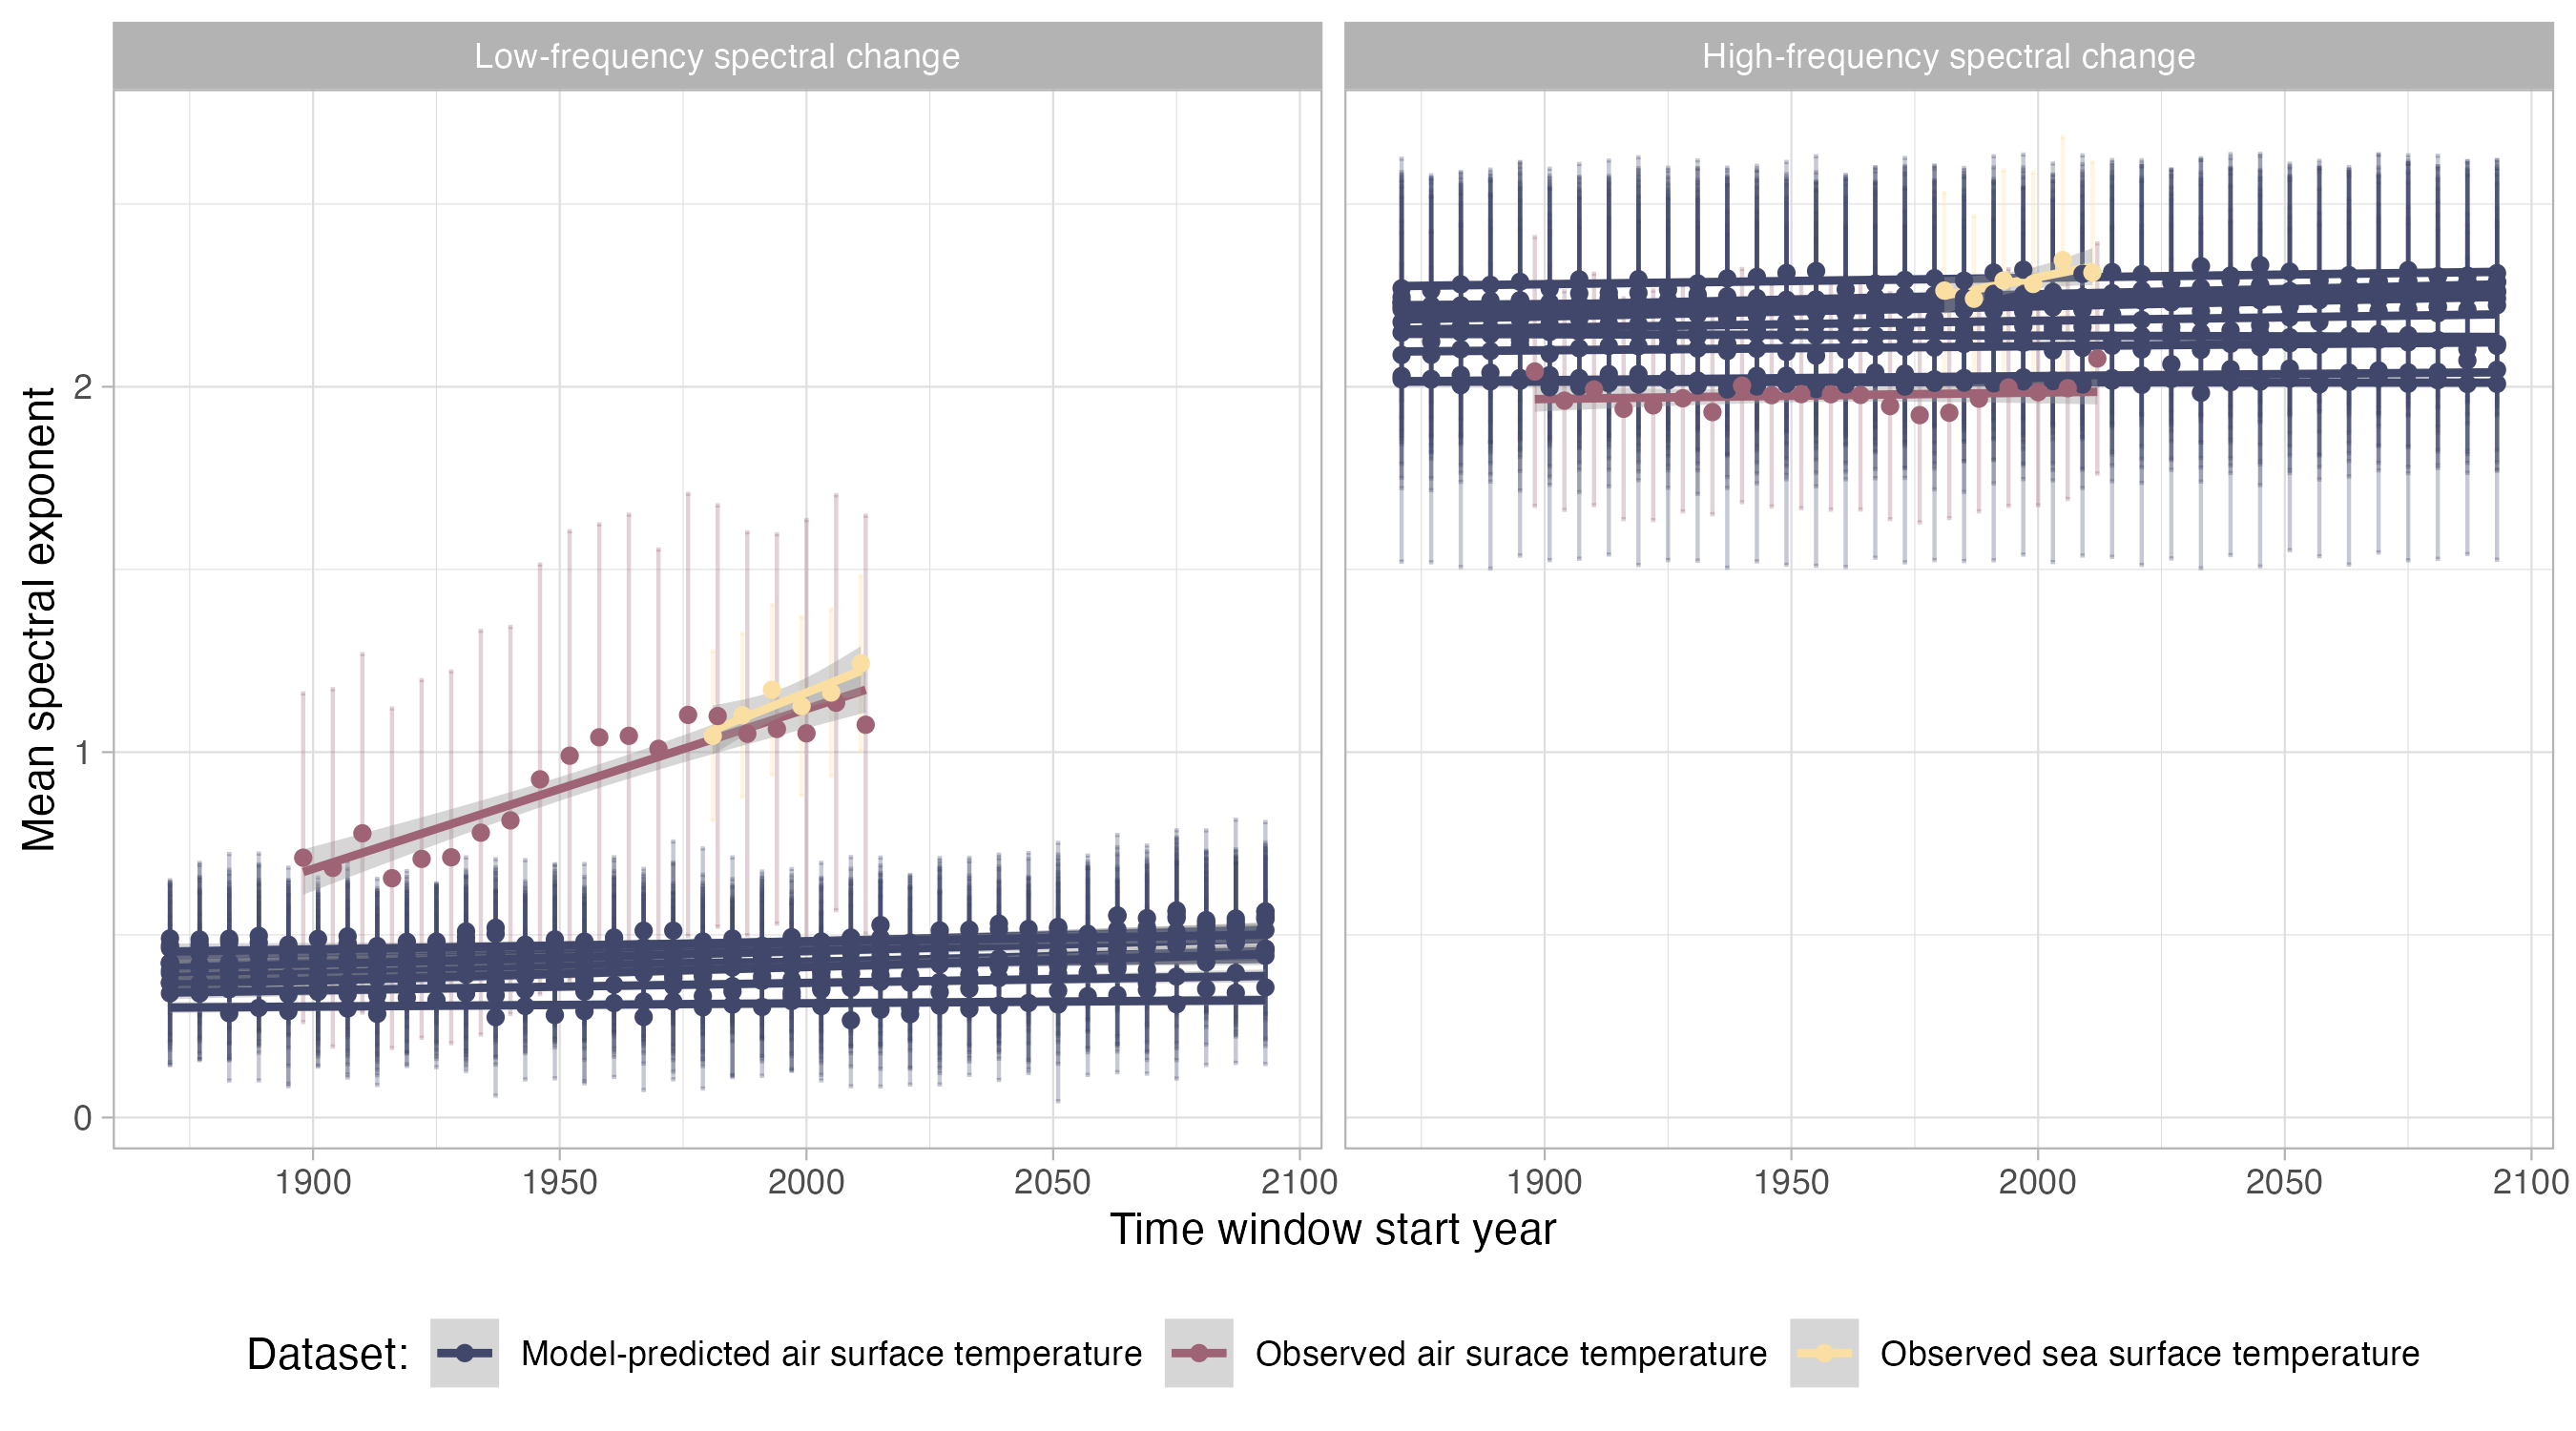 Low-frequency spectral change
High-frequency spectral change
Mean spectral exponent
2
1
0
1900 1950 2000 2050 2100
1900 1950 2000 2050 2100
Time window start year
Dataset: Model-predicted air surface temperature Observed air surace temperature Observed sea surface temperature